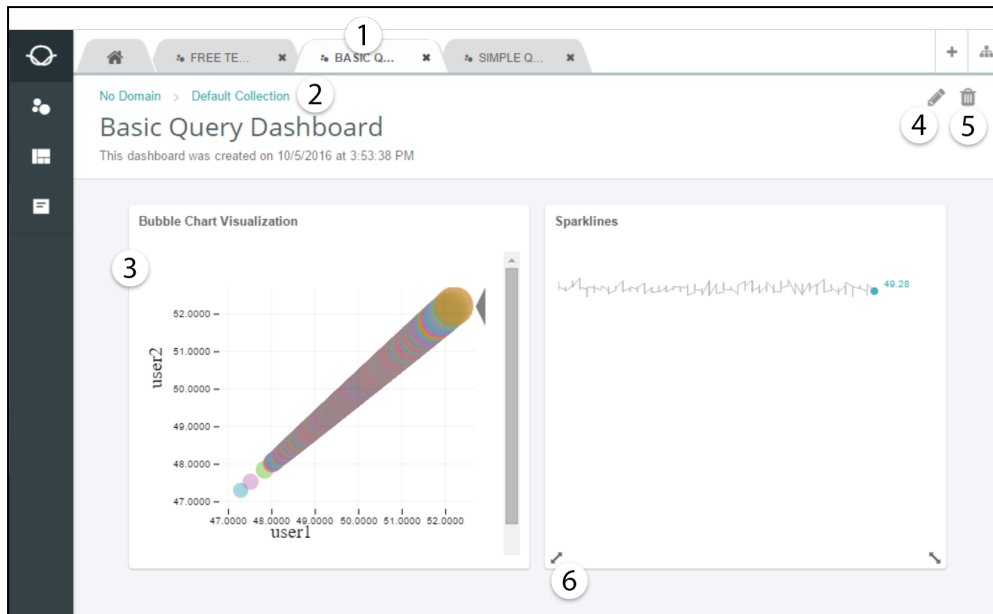 1
FREE TE... BASIC Q... SIMPLE Q...
No Domain > Default Collection 2
4 5
Basic Query Dashboard
This dashboard was created on 10/5/2016 at 3:53:38 PM
Bubble Chart Visualization
3
52.0000
51.0000
50.0000
49.0000
48.0000
47.0000
user2
47.0000 48.0000 49.0000 50.0000 51.0000 52.0000
user1
Sparklines
49.28
6